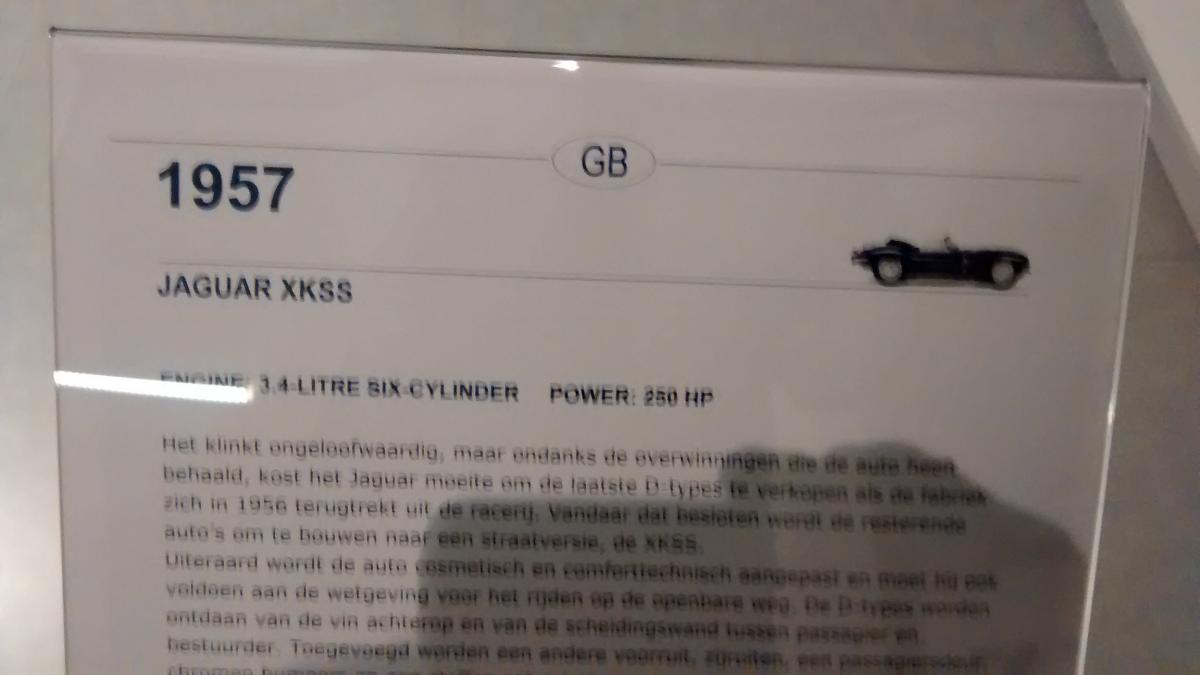 GB
1957
JAGUAR XKSS
ENGINE: 3.4-LITRE SIX-CYLINDER POWER: 250 HP
Het klinkt ongeloofwaardig, maar ondanks de overwinningen die de auto heeft
behaald, kost het Jaguar moeite om de laatste D-types te verkopen als de fabriek
zich in 1956 terugtrekt uit de racerij. Vandaar dat besloten wordt de resterende
auto's om te bouwen naar een straatversie, de XKSS.
Uiteraard wordt de auto cosmetisch en comforttechnisch aangepast en moet hij ook
voldoen aan de wetgeving voor het rijden op de openbare weg. De D-types worden
ontdaan van de vin achterop en van de scheidingswand tussen passagier en
bestuurder. Toegevoegd worden een andere voorruit, zijruiten, een passagiersdeur,
chromen bumpers en een